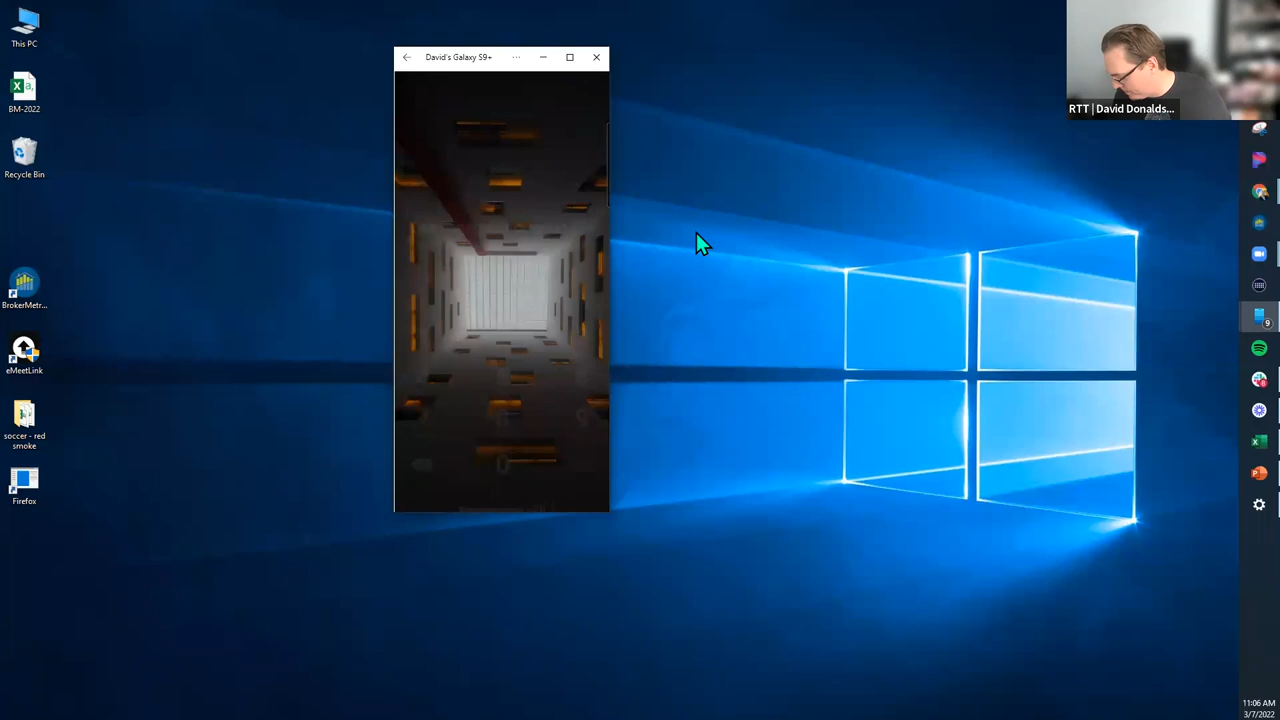 This PC
BM-2022
Recycle Bin
BrokerMetr...
eMeetLink
soccer - red
smoke
Firefox
David's Galaxy S9+
RTT | David Donalds...
9
11:06 AM
3/7/2022